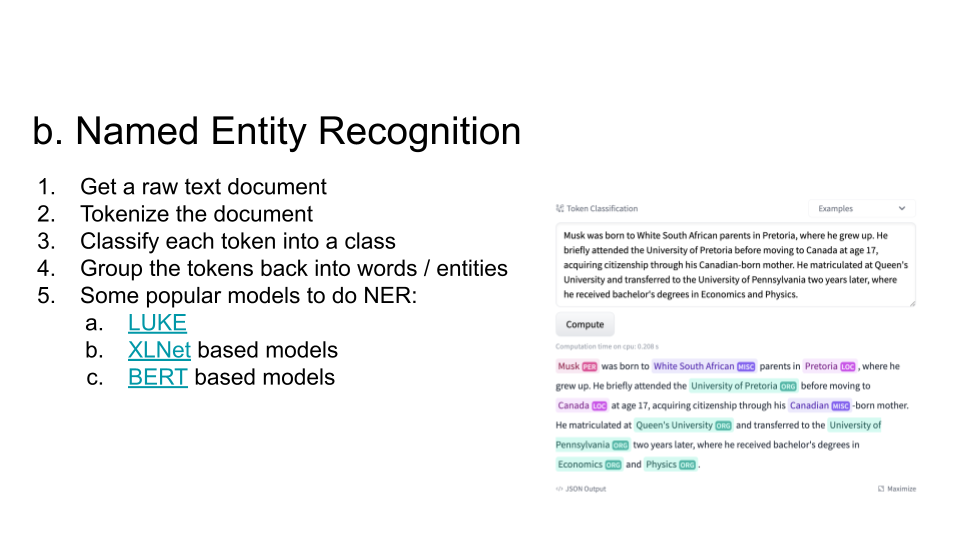 b. Named Entity Recognition
1. Get a raw text document
2. Tokenize the document
3. Classify each token into a class
4. Group the tokens back into words / entities
5. Some popular models to do NER:
a. LUKE
b. XLNet based models
c. BERT based models
Token Classification
Examples
Musk was born to White South African parents in Pretoria, where he grew up. He
briefly attended the University of Pretoria before moving to Canada at age 17,
acquiring citizenship through his Canadian-born mother. He matriculated at Queen's
University and transferred to the University of Pennsylvania two years later, where
he received bachelor's degrees in Economics and Physics.
Compute
Computation time on cpu: 0.208 s
Musk PER was born to White South African MISC parents in Pretoria LOC , where he
grew up. He briefly attended the University of Pretoria ORG before moving to
Canada LOC at age 17, acquiring citizenship through his Canadian MISC -born mother.
He matriculated at Queen's University ORG and transferred to the University of
Pennsylvania ORG two years later, where he received bachelor's degrees in
Economics ORG and Physics ORG .
</> JSON Output
Maximize